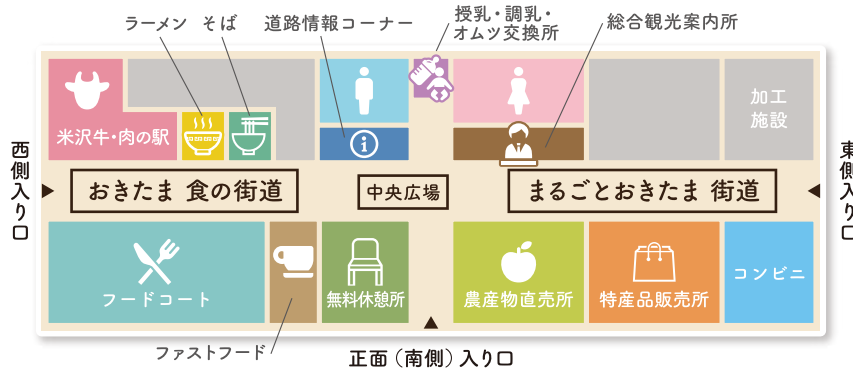 ラーメン
そば
道路情報コーナー
授乳・調乳・
オムツ交換所
総合観光案内所
米沢牛・肉の駅
加工
施設
西側入り口
東側入り口
おきたま 食の街道
中央広場
まるごとおきたま 街道
フードコート
無料休憩所
農産物直売所
特産品販売所
コンビニ
ファストフード
正面（南側）入り口